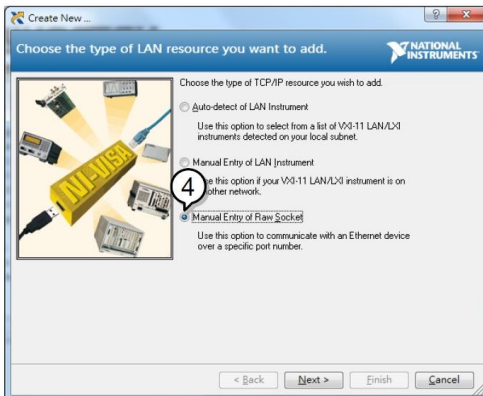 Create New ...
Choose the type of LAN resource you want to add.
NATIONAL
INSTRUMENTS
Choose the type of TCP/IP resource you wish to add.
Auto-detect of LAN Instrument
Use this option to select from a list of VXI-11 LAN/LXI
instruments detected on your local subnet.
Manual Entry of LAN Instrument
this option if your VXI-11 LAN/LXI instrument is on
network.
4
Manual Entry of Raw Socket
Use this option to communicate with an Ethernet device
over a specific port number.
NI-VISA
< Back
Next >
Finish
Cancel